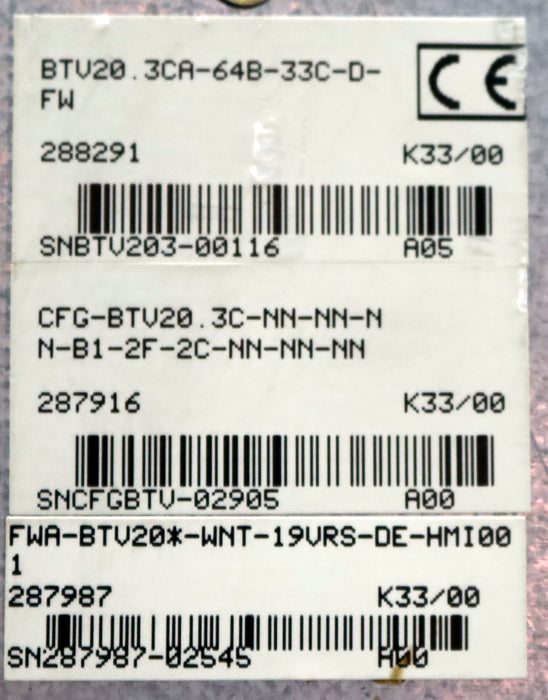 BTV20.3CA-64B-33C-D-
FW
CE
288291 K33/00
SNBTV203-00116 A05
CFG-BTV20.3C-NN-NN-N
N-B1-2F-2C-NN-NN-NN
287916 K33/00
SNCFGBTV-02905 A00
FWA-BTV20*-WNT-19VRS-DE-HMI00
1
287987 K33/00
SN287987-02545 A00